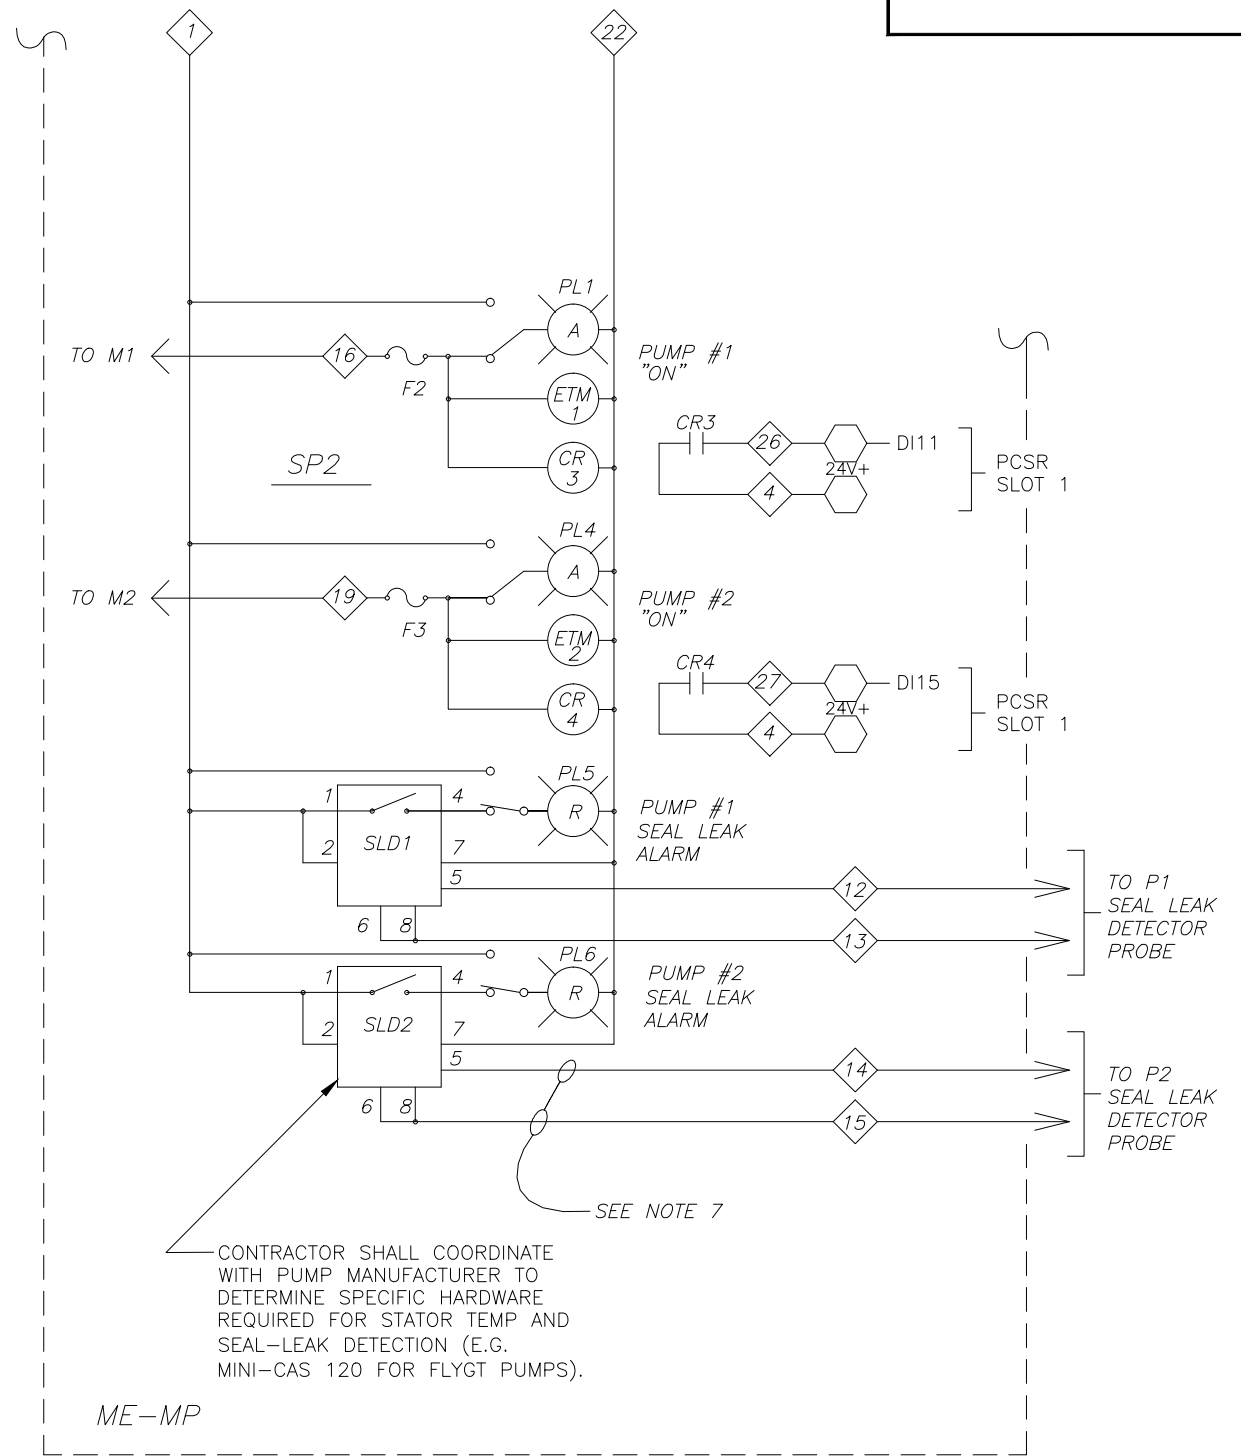 1
22
PL1
A
TO M1
16
F2
PUMP #1
"ON"
ETM
1
CR3
26
DI11
SP2
CR
3
24V+
4
PCSR
SLOT 1
PL4
A
TO M2
19
F3
PUMP #2
"ON"
ETM
2
CR4
27
DI15
CR
4
24V+
4
PCSR
SLOT 1
PL5
1
4
R
PUMP #1
SEAL LEAK
ALARM
2
SLD1
7
5
12
TO P1
SEAL LEAK
DETECTOR
PROBE
6
8
13
PL6
1
4
R
PUMP #2
SEAL LEAK
ALARM
2
SLD2
7
5
14
TO P2
SEAL LEAK
DETECTOR
PROBE
6
8
15
SEE NOTE 7
CONTRACTOR SHALL COORDINATE
WITH PUMP MANUFACTURER TO
DETERMINE SPECIFIC HARDWARE
REQUIRED FOR STATOR TEMP AND
SEAL-LEAK DETECTION (E.G.
MINI-CAS 120 FOR FLYGT PUMPS).
ME-MP